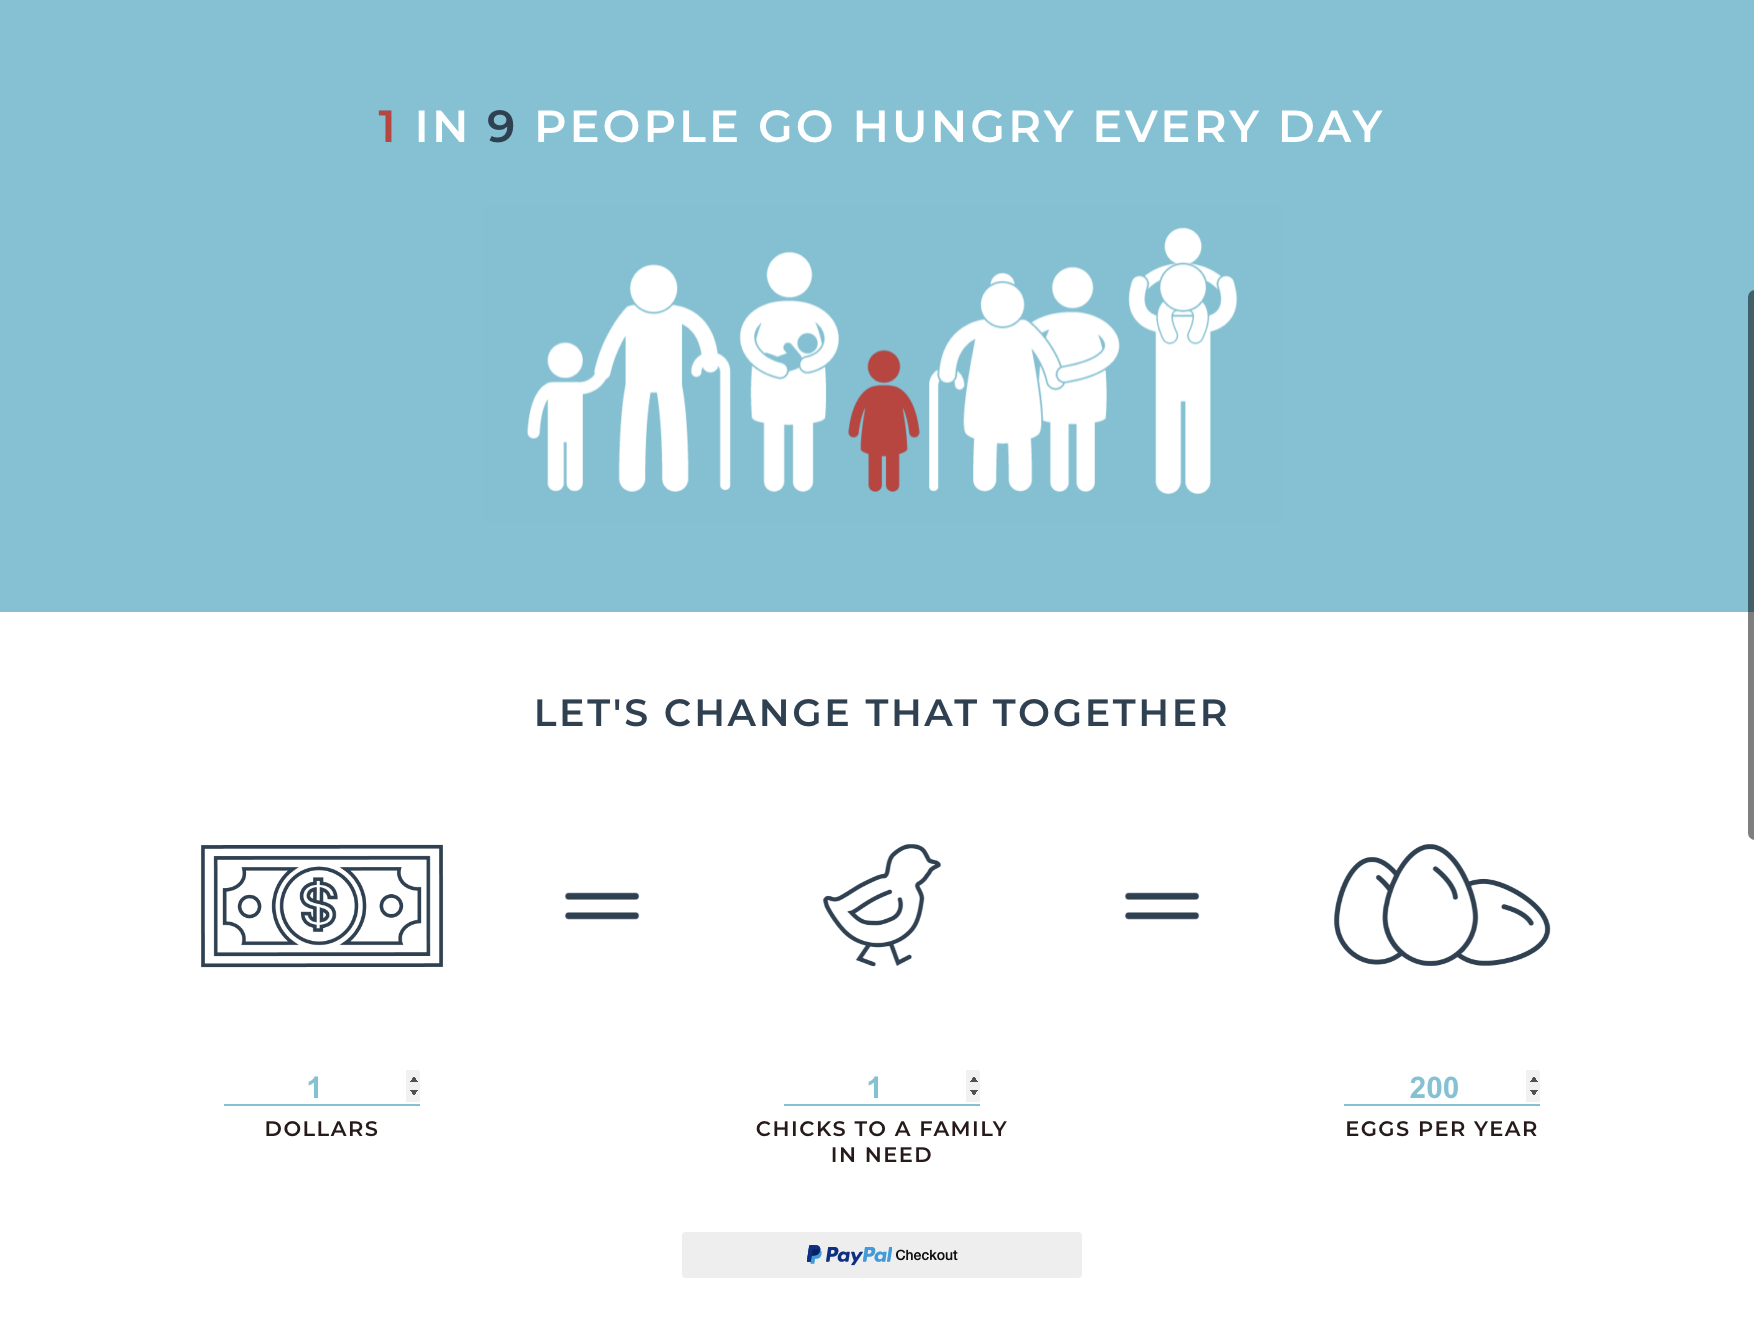 1 IN 9 PEOPLE GO HUNGRY EVERY DAY
LET'S CHANGE THAT TOGETHER
$
1
DOLLARS
1
CHICKS TO A FAMILY
IN NEED
200
EGGS PER YEAR
PayPal Checkout